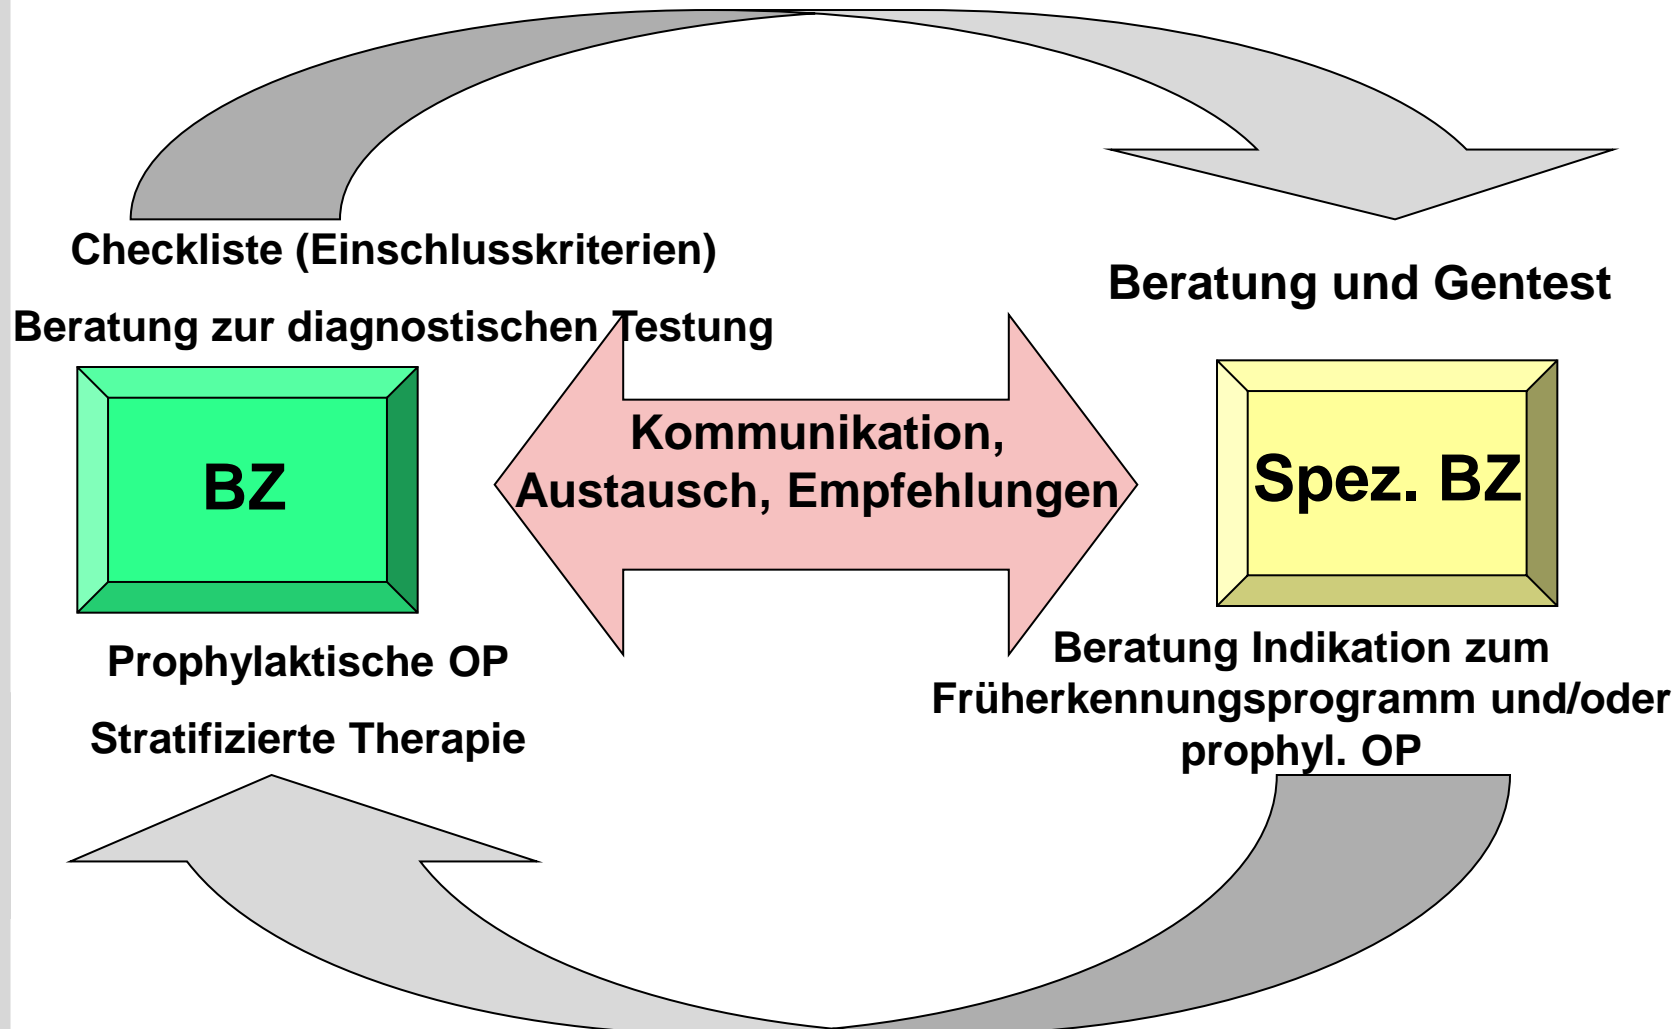 Checkliste (Einschlusskriterien)
Beratung zur diagnostischen Testung
BZ
Prophylaktische OP
Stratifizierte Therapie
Kommunikation,
Austausch, Empfehlungen
Beratung und Gentest
Spez. BZ
Beratung Indikation zum
Früherkennungsprogramm und/oder
prophyl. OP